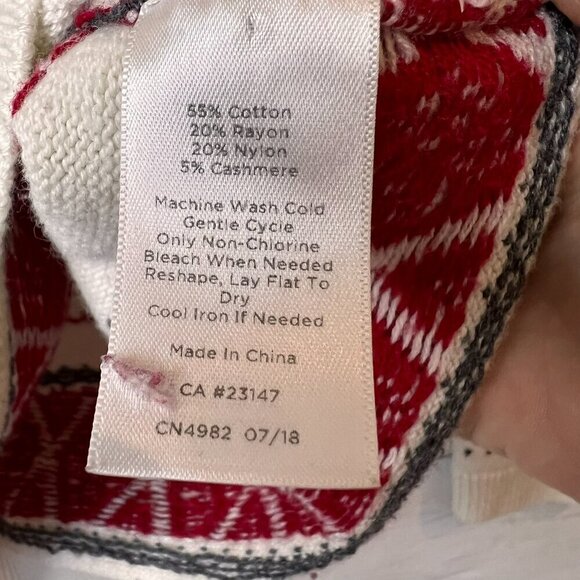 55% Cotton
20% Rayon
20% Nylon
5% Cashmere
Machine Wash Cold
Gentle Cycle
Only Non-Chlorine
Bleach When Needed
Reshape, Lay Flat To
Dry
Cool Iron If Needed
Made In China
CA #23147
CN4982 07/18